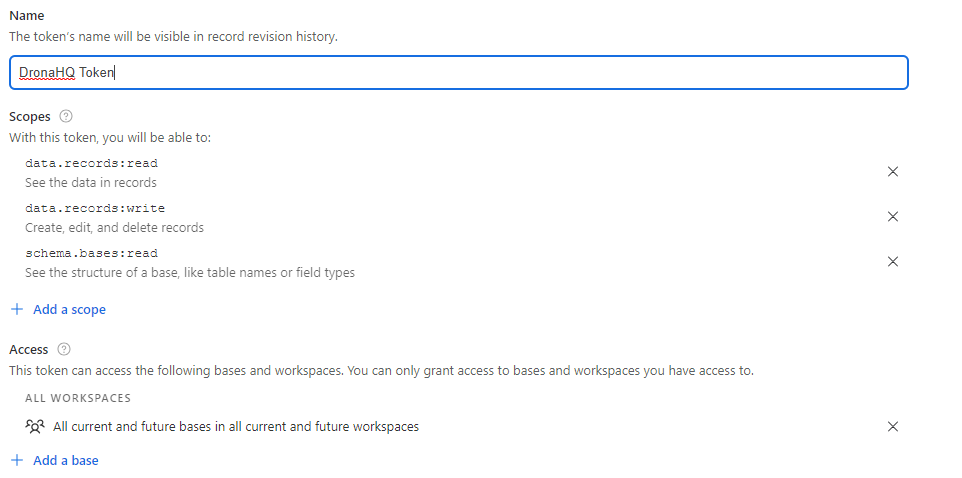 Name
The token's name will be visible in record revision history.
DronaHQ Token
Scopes
With this token, you will be able to:
data.records:read
See the data in records
data.records:write
Create, edit, and delete records
schema.bases:read
See the structure of a base, like table names or field types
+ Add a scope
Access
This token can access the following bases and workspaces. You can only grant access to bases and workspaces you have access to.
ALL WORKSPACES
All current and future bases in all current and future workspaces
+ Add a base